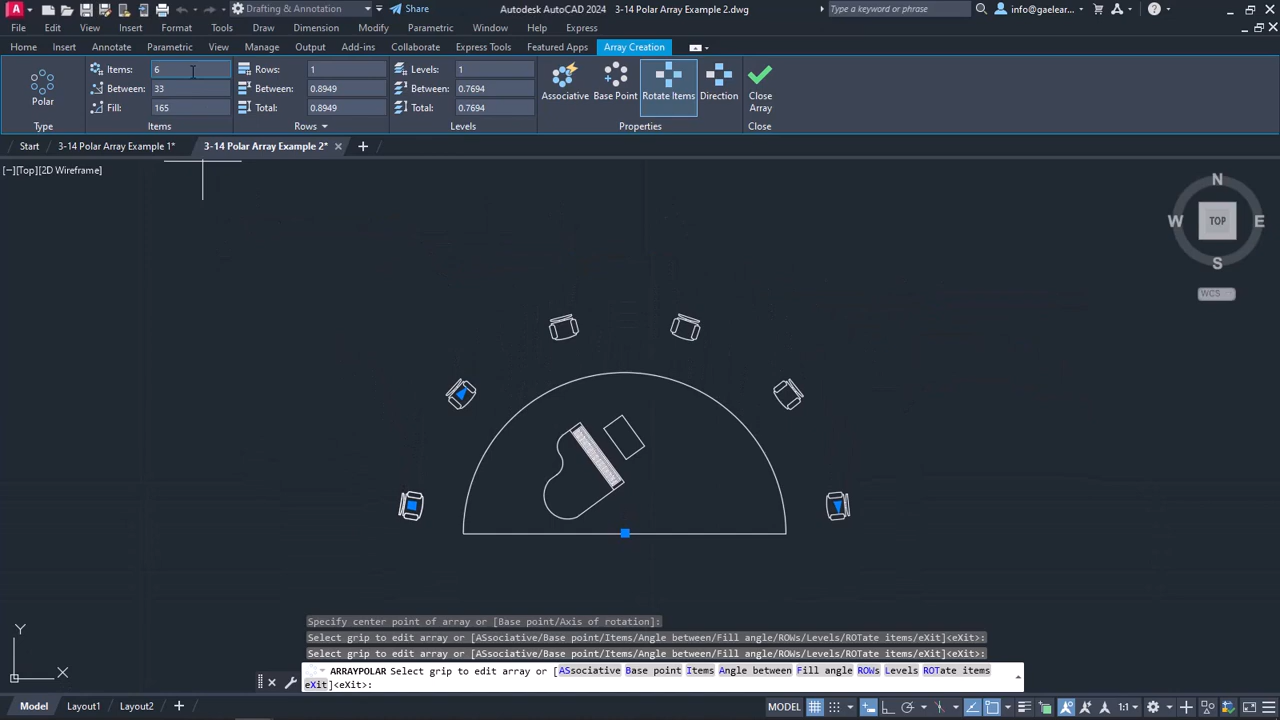 Drafting & Annotation
Share
Autodesk AutoCAD 2024
3-14 Polar Array Example 2.dwg
Type a keyword or phrase
info@gaelear...
File
Edit
View
Insert
Format
Tools
Draw
Dimension
Modify
Parametric
Window
Help
Express
Home
Insert
Annotate
Parametric
View
Manage
Output
Add-ins
Collaborate
Express Tools
Featured Apps
Array Creation
Items: 6
Between: 33
Fill: 165
Rows: 1
Between: 0.8949
Total: 0.8949
Levels: 1
Between: 0.7694
Total: 0.7694
Polar
Associative
Base Point
Rotate Items
Direction
Close
Array
Type
Items
Rows
Levels
Properties
Close
Start
3-14 Polar Array Example 1*
3-14 Polar Array Example 2*
[−][Top][2D Wireframe]
N
W
TOP
E
S
WCS
Y
X
Specify center point of array or [Base point/Axis of rotation]:
Select grip to edit array or [ASsociative/Base point/Items/Angle between/Fill angle/ROWs/Levels/ROTate items/eXit]<eXit>:
Select grip to edit array or [ASsociative/Base point/Items/Angle between/Fill angle/ROWs/Levels/ROTate items/eXit]<eXit>:
ARRAYPOLAR Select grip to edit array or [ASsociative Base point Items Angle between Fill angle ROWs Levels ROTate items
eXit]<eXit>:
Model
Layout1
Layout2
MODEL
1:1